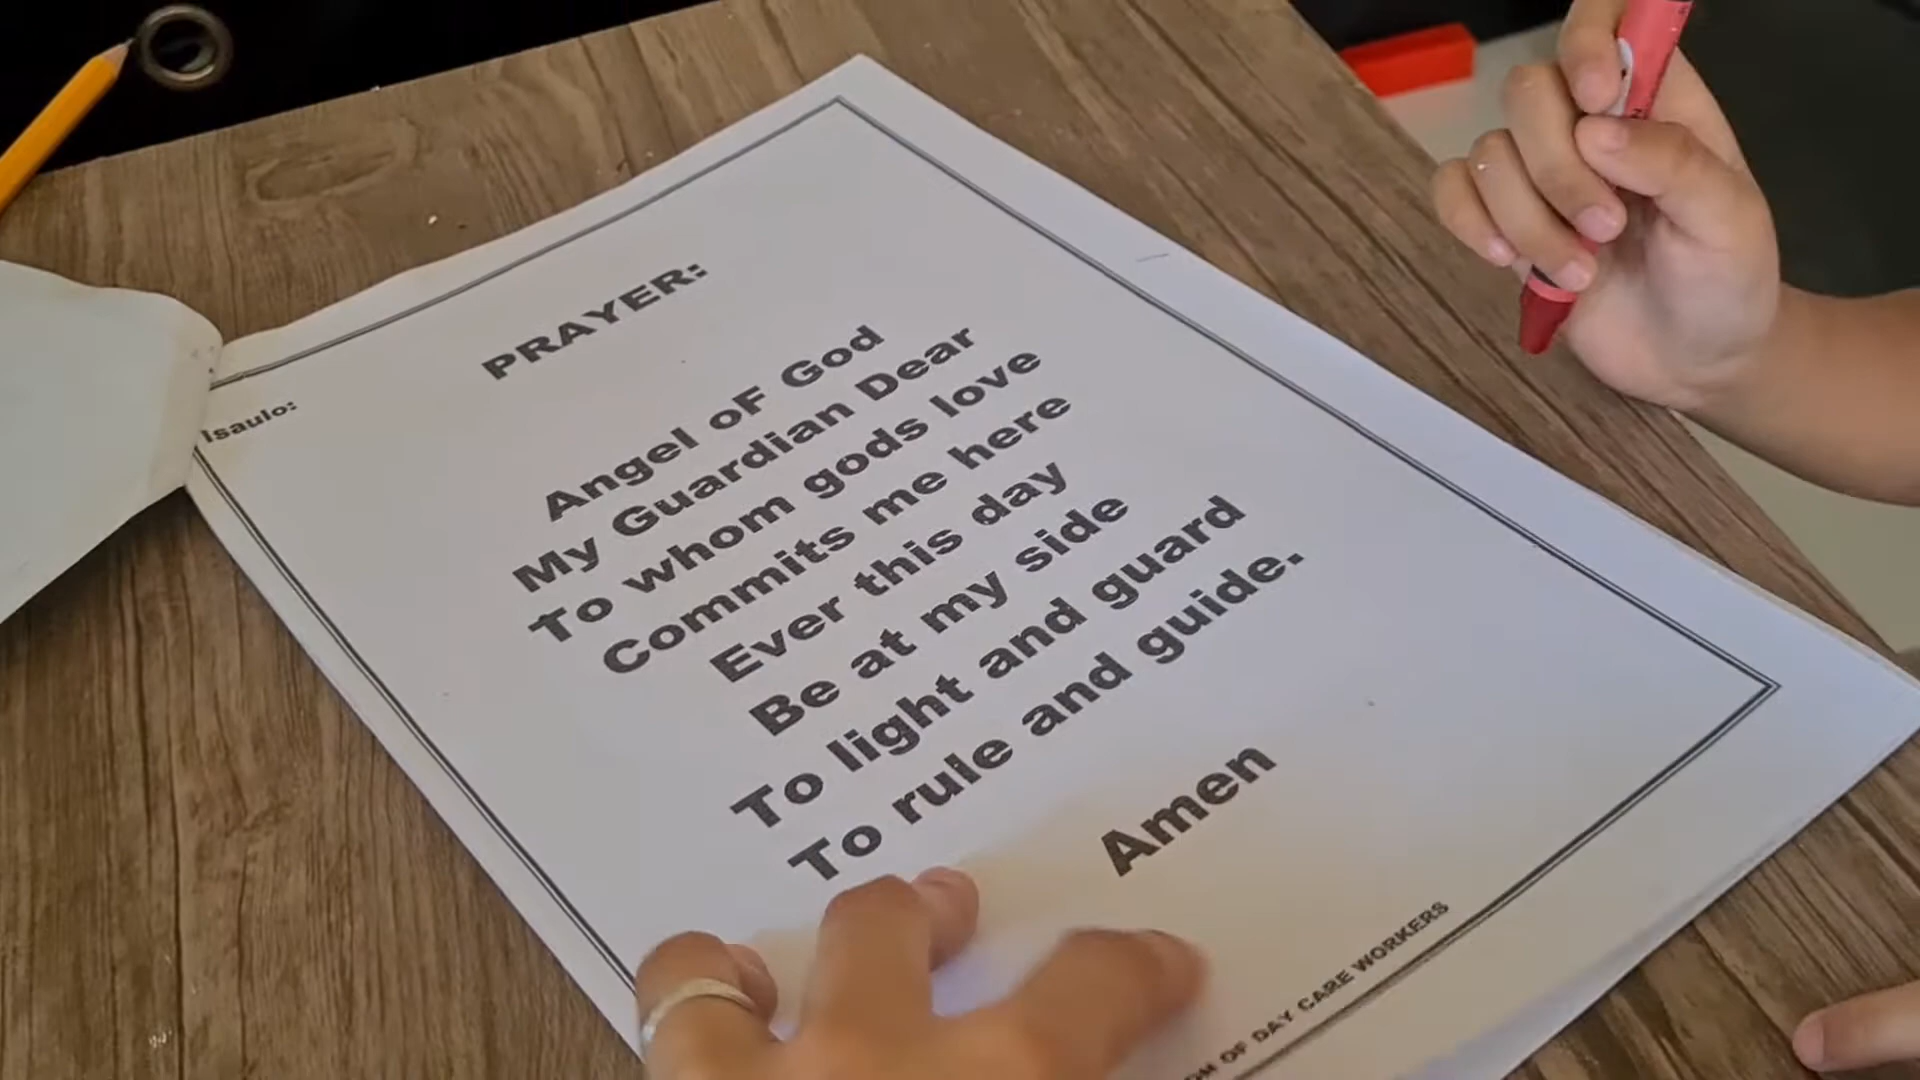 PRAYER:
Isaulo:
Angel oF God
My Guardian Dear
To whom gods love
Commits me here
Ever this day
Be at my side
To light and guard
To rule and guide.
Amen
OF DAY CARE WORKERS